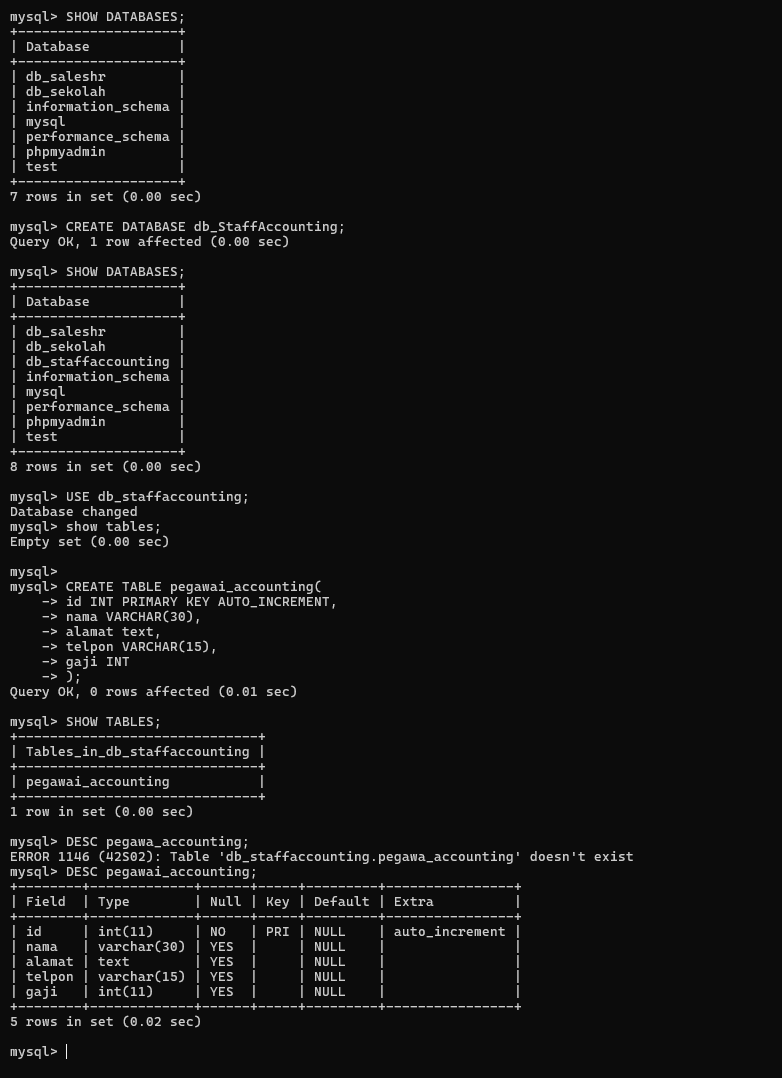 mysql> SHOW DATABASES;
+--------------------+
| Database           |
+--------------------+
| db_saleshr         |
| db_sekolah         |
| information_schema |
| mysql              |
| performance_schema |
| phpmyadmin         |
| test               |
+--------------------+
7 rows in set (0.00 sec)

mysql> CREATE DATABASE db_StaffAccounting;
Query OK, 1 row affected (0.00 sec)

mysql> SHOW DATABASES;
+--------------------+
| Database           |
+--------------------+
| db_saleshr         |
| db_sekolah         |
| db_staffaccounting |
| information_schema |
| mysql              |
| performance_schema |
| phpmyadmin         |
| test               |
+--------------------+
8 rows in set (0.00 sec)

mysql> USE db_staffaccounting;
Database changed
mysql> show tables;
Empty set (0.00 sec)

mysql>
mysql> CREATE TABLE pegawai_accounting(
    -> id INT PRIMARY KEY AUTO_INCREMENT,
    -> nama VARCHAR(30),
    -> alamat text,
    -> telpon VARCHAR(15),
    -> gaji INT
    -> );
Query OK, 0 rows affected (0.01 sec)

mysql> SHOW TABLES;
+------------------------------+
| Tables_in_db_staffaccounting |
+------------------------------+
| pegawai_accounting           |
+------------------------------+
1 row in set (0.00 sec)

mysql> DESC pegawa_accounting;
ERROR 1146 (42S02): Table 'db_staffaccounting.pegawa_accounting' doesn't exist
mysql> DESC pegawai_accounting;
+--------+-------------+------+-----+---------+----------------+
| Field  | Type        | Null | Key | Default | Extra          |
+--------+-------------+------+-----+---------+----------------+
| id     | int(11)     | NO   | PRI | NULL    | auto_increment |
| nama   | varchar(30) | YES  |     | NULL    |                |
| alamat | text        | YES  |     | NULL    |                |
| telpon | varchar(15) | YES  |     | NULL    |                |
| gaji   | int(11)     | YES  |     | NULL    |                |
+--------+-------------+------+-----+---------+----------------+
5 rows in set (0.02 sec)

mysql>